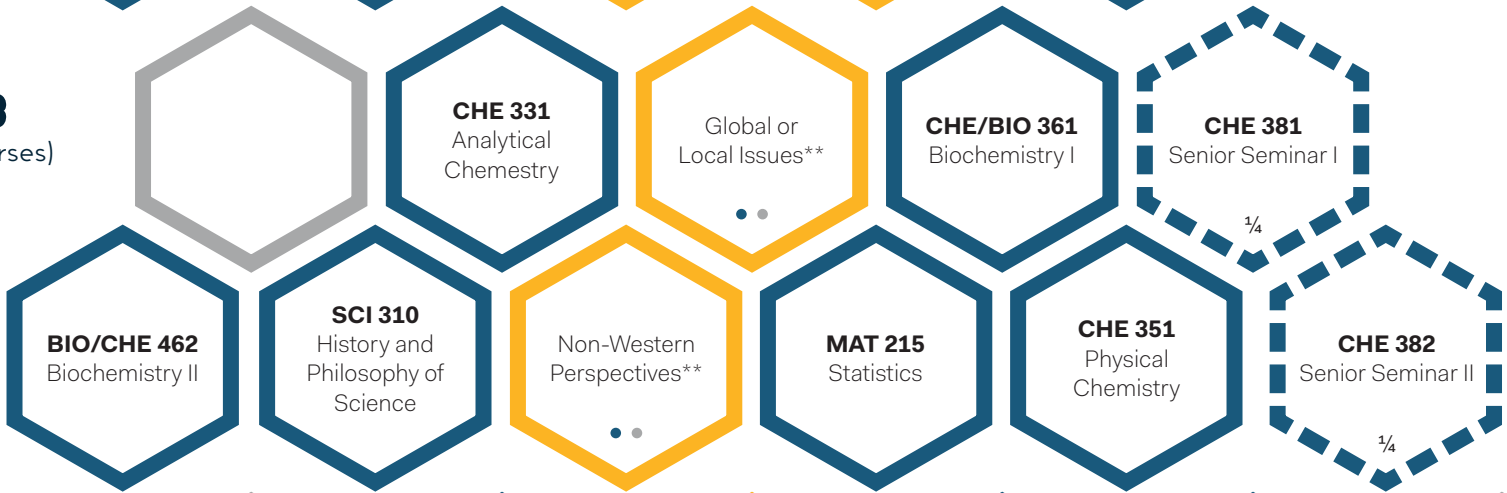 3
rses)
CHE 331
Analytical
Chemestry
Global or
Local Issues**
CHE/BIO 361
Biochemistry I
CHE 381
Senior Seminar I
¼
BIO/CHE 462
Biochemistry II
SCI 310
History and
Philosophy of
Science
Non-Western
Perspectives**
MAT 215
Statistics
CHE 351
Physical
Chemistry
CHE 382
Senior Seminar II
¼